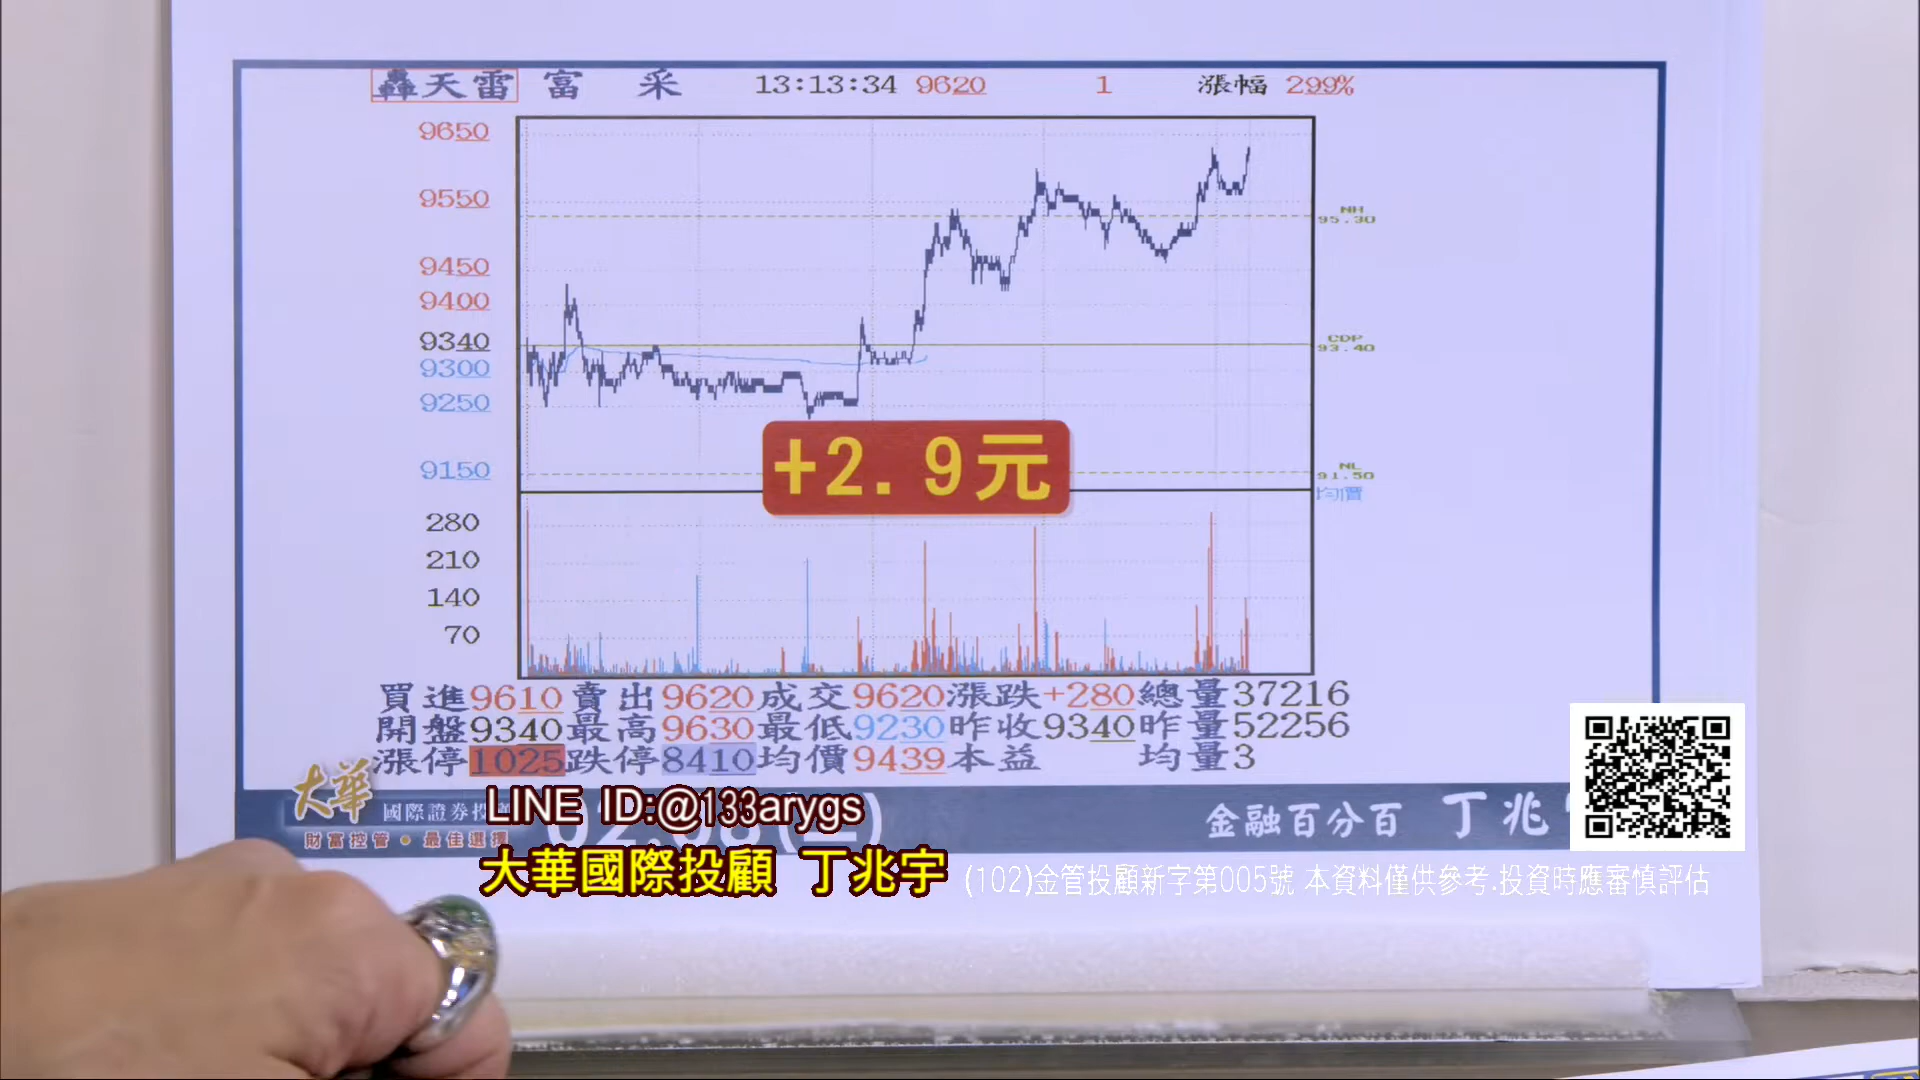 轟天雷 富 采 13:13:34 9620 1 漲幅 299%
9650
9550
NH
95.30
9450
9400
9340
CDP
93.40
9300
9250
+2.9元
9150
NL
91.50
均價
280
210
140
70
買進9610 賣出9620 成交9620 漲跌+280 總量37216
開盤9340 最高9630 最低9230 昨收9340 昨量52256
漲停1025 跌停8410 均價9439 本益 均量3
大華 國際證券投
財富控管 • 最佳選擇
金融百分百 丁兆
LINE ID:@133arygs
大華國際投顧 丁兆宇 (102)金管投顧新字第005號 本資料僅供參考.投資時應審慎評估